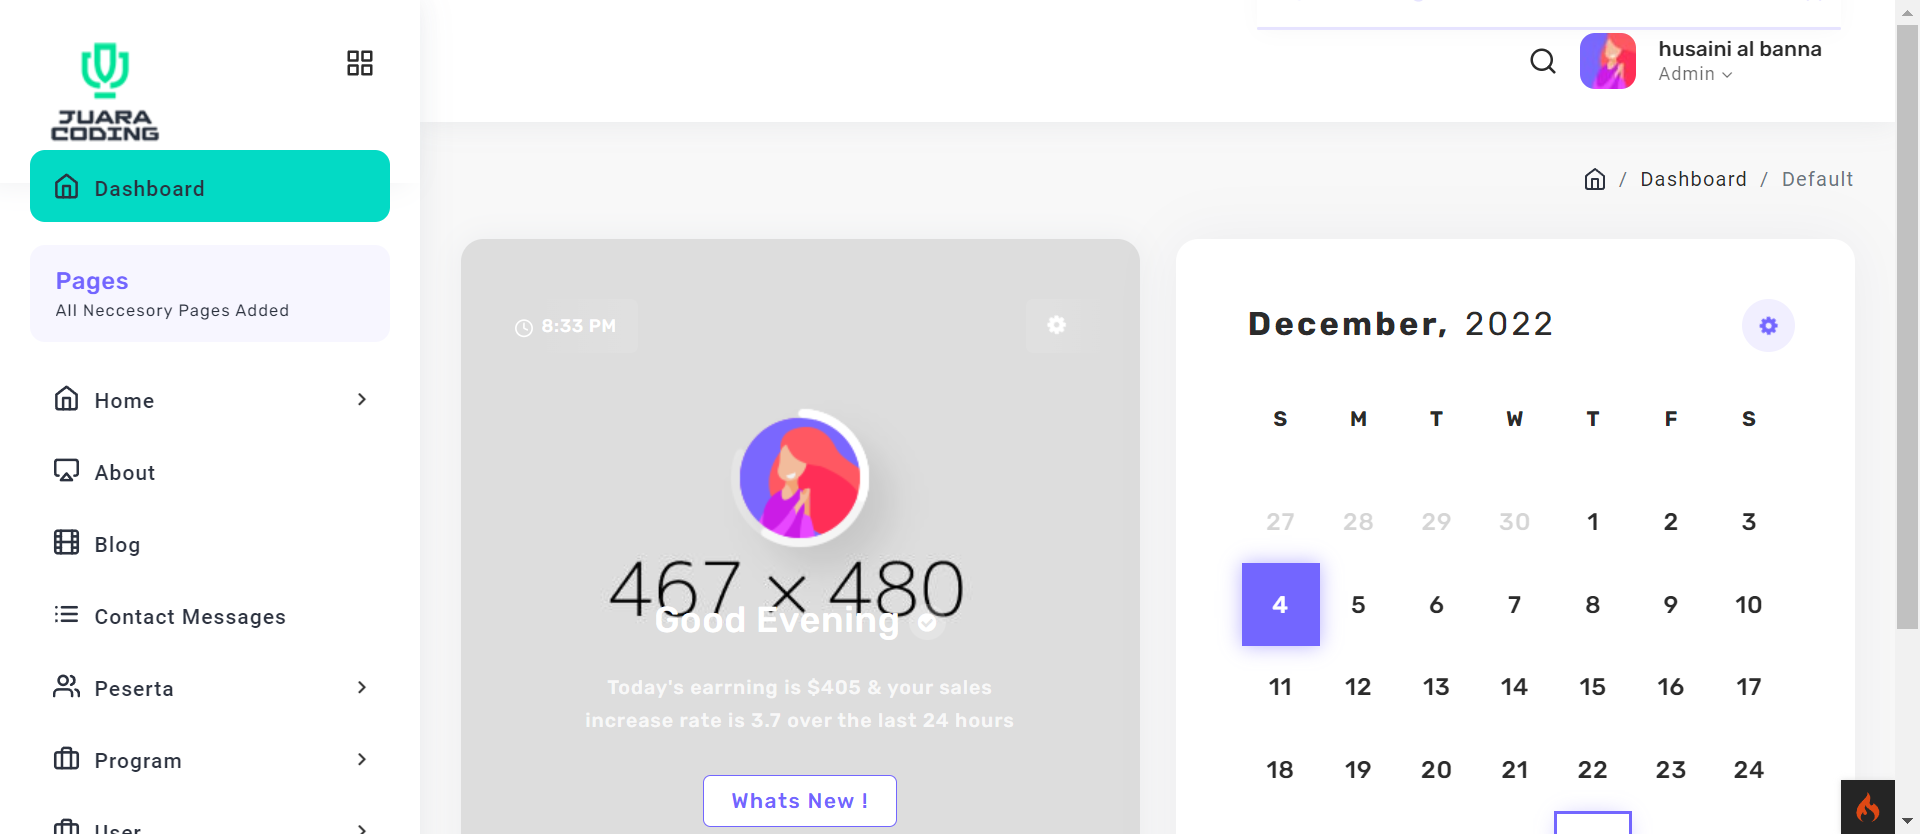 JUARA
CODING
Dashboard
Pages
All Neccesory Pages Added
Home
About
Blog
Contact Messages
Peserta
Program
User
husaini al banna
Admin
/ Dashboard / Default
8:33 PM
467 × 480
Good Evening
Today's earrning is $405 & your sales
increase rate is 3.7 over the last 24 hours
Whats New !
December, 2022
S M T W T F S
27 28 29 30 1 2 3
4 5 6 7 8 9 10
11 12 13 14 15 16 17
18 19 20 21 22 23 24